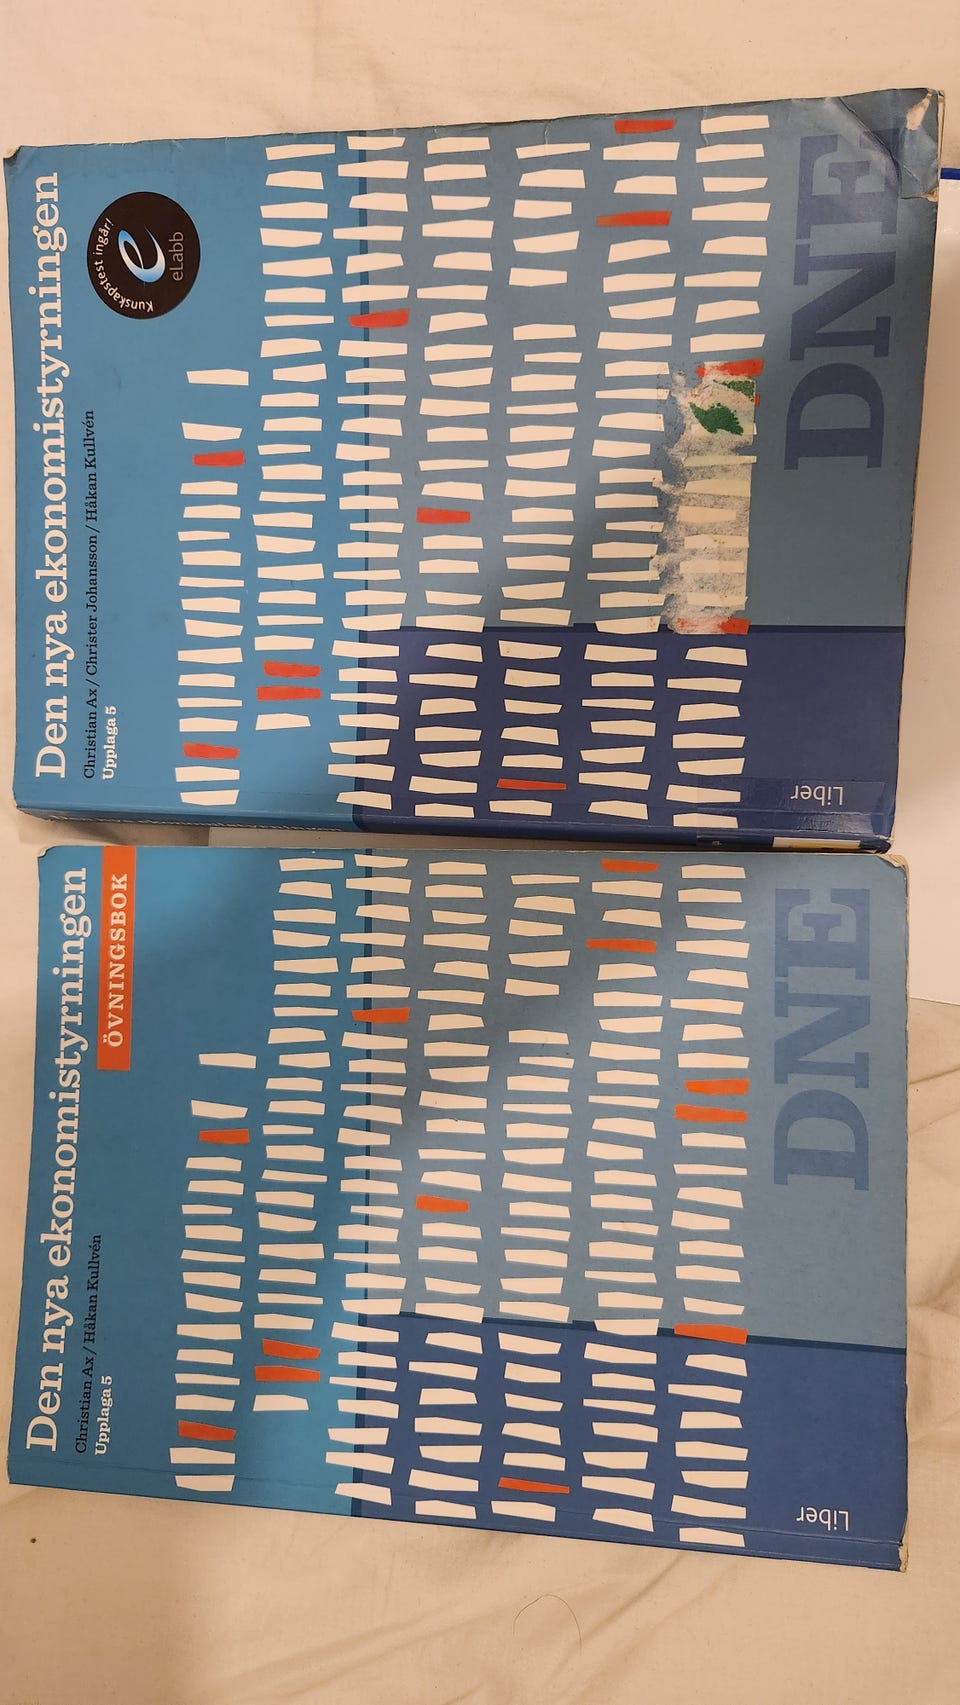 Den nya ekonomistyrningen
Christian Ax / Christer Johansson / Håkan Kullvén
Upplaga 5
Kunskapstest ingår!
e
eLabb
DNE
Liber
Den nya ekonomistyrningen
ÖVNINGSBOK
Christian Ax / Håkan Kullvén
Upplaga 5
DNE
Liber